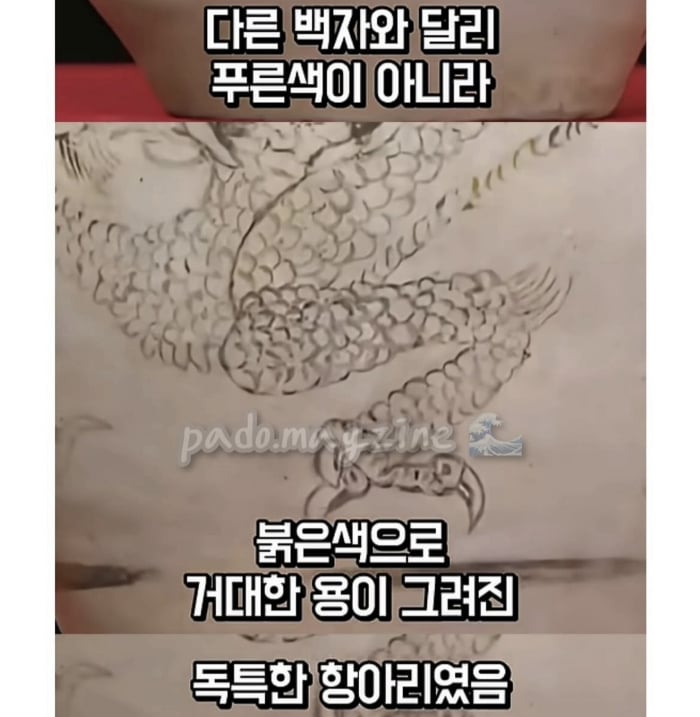 다른 백자와 달리
푸른색이 아니라
pado.mayzine
붉은색으로
거대한 용이 그려진
독특한 항아리였음